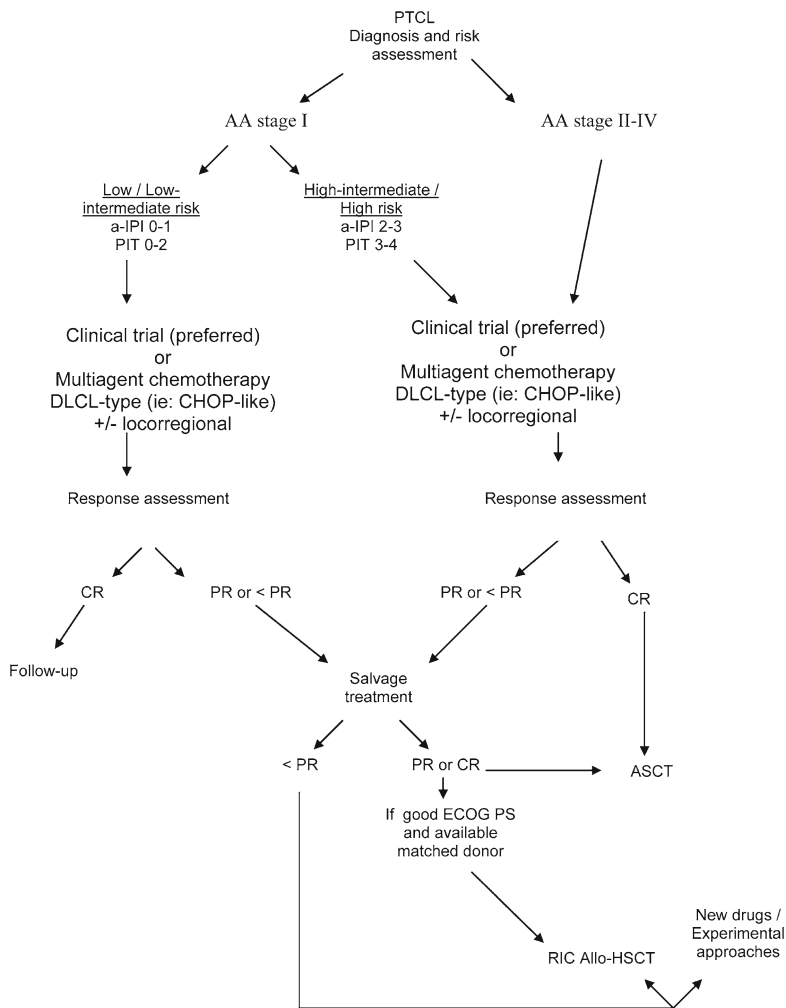 PTCL
Diagnosis and risk
assessment
AA stage I
AA stage II-IV
Low / Low-
intermediate risk
a-IPI 0-1
PIT 0-2
High-intermediate /
High risk
a-IPI 2-3
PIT 3-4
Clinical trial (preferred)
or
Multiagent chemotherapy
DLCL-type (ie: CHOP-like)
+/- locorregional
Clinical trial (preferred)
or
Multiagent chemotherapy
DLCL-type (ie: CHOP-like)
+/- locorregional
Response assessment
Response assessment
CR
PR or < PR
PR or < PR
CR
Follow-up
Salvage
treatment
< PR
PR or CR
ASCT
If good ECOG PS
and available
matched donor
RIC Allo-HSCT
New drugs /
Experimental
approaches